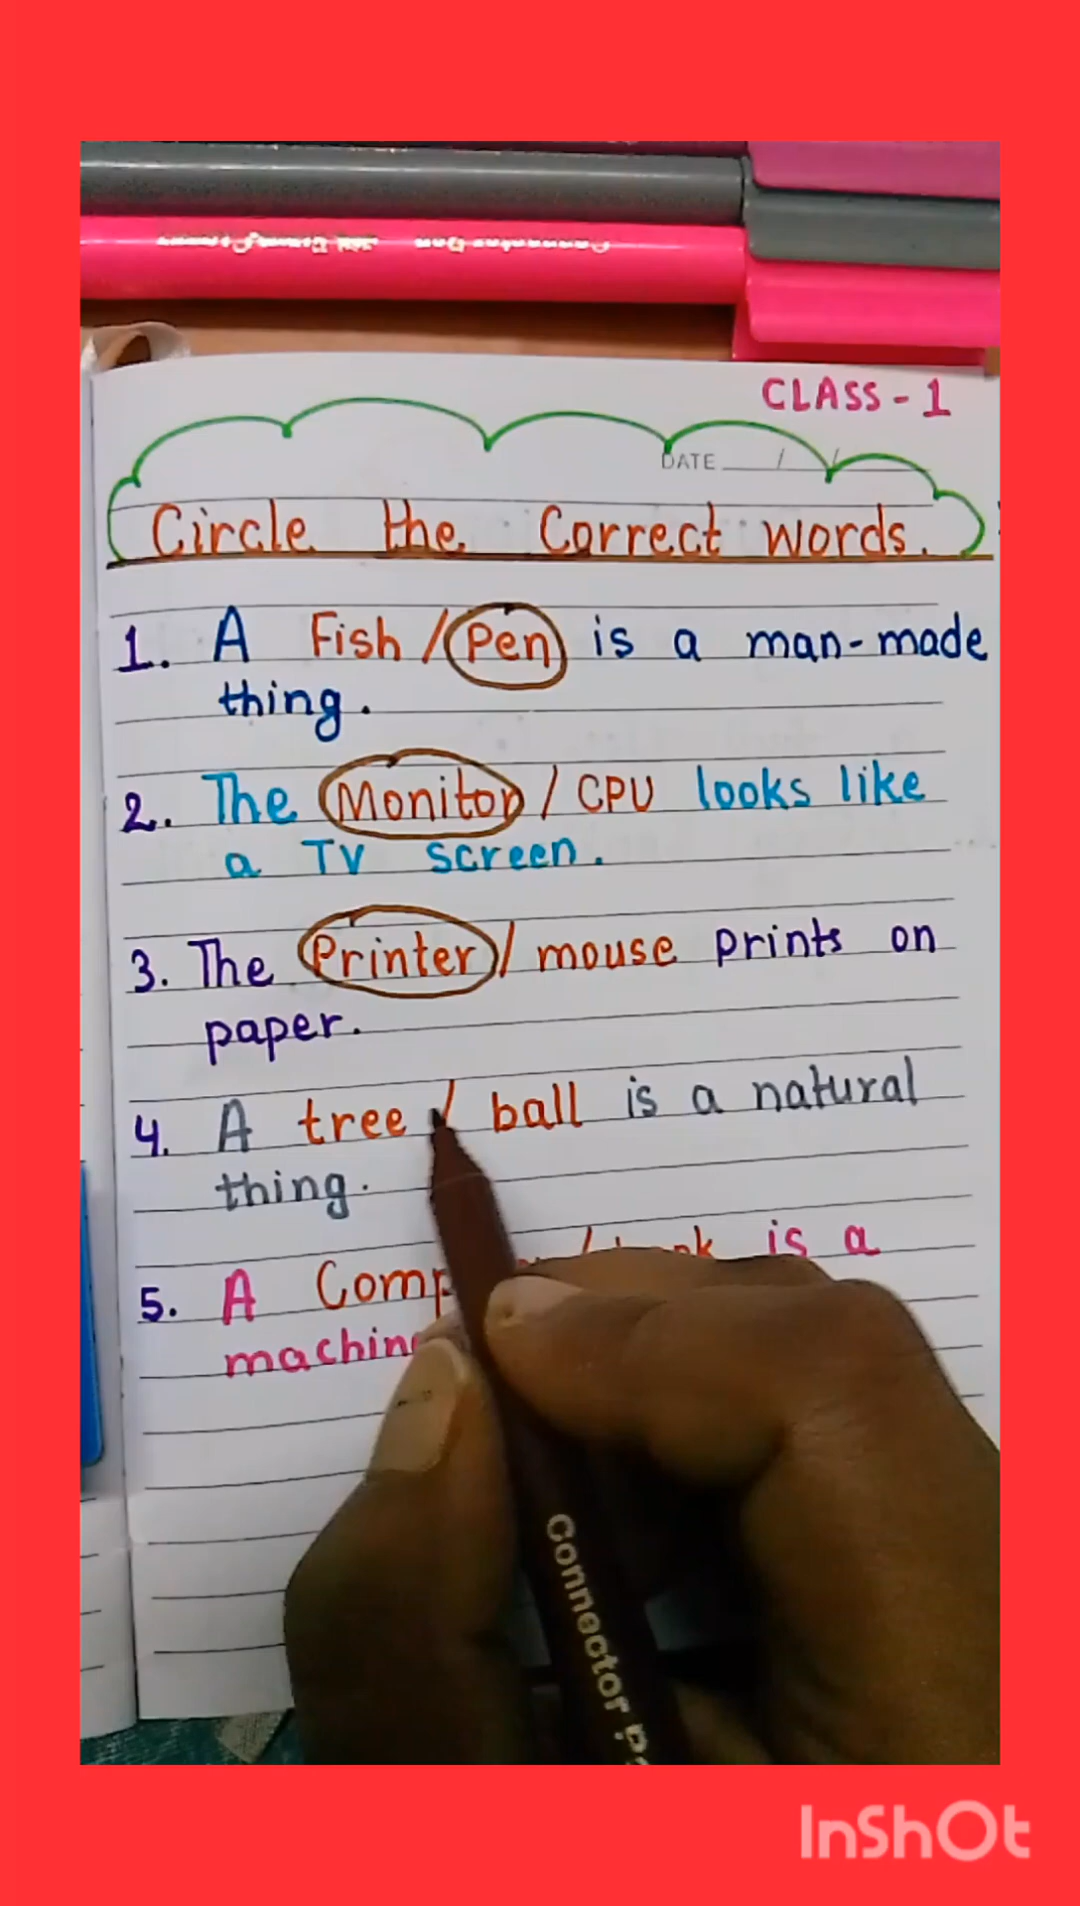 CLASS - 1
DATE / /
Circle the Correct words.
1. A Fish / Pen is a man-made
thing.
2. The Monitor / CPU looks like
a TV screen.
3. The Printer / mouse prints on
paper.
4. A tree / ball is a natural
thing.
5. A / is a
Connector
InShOt